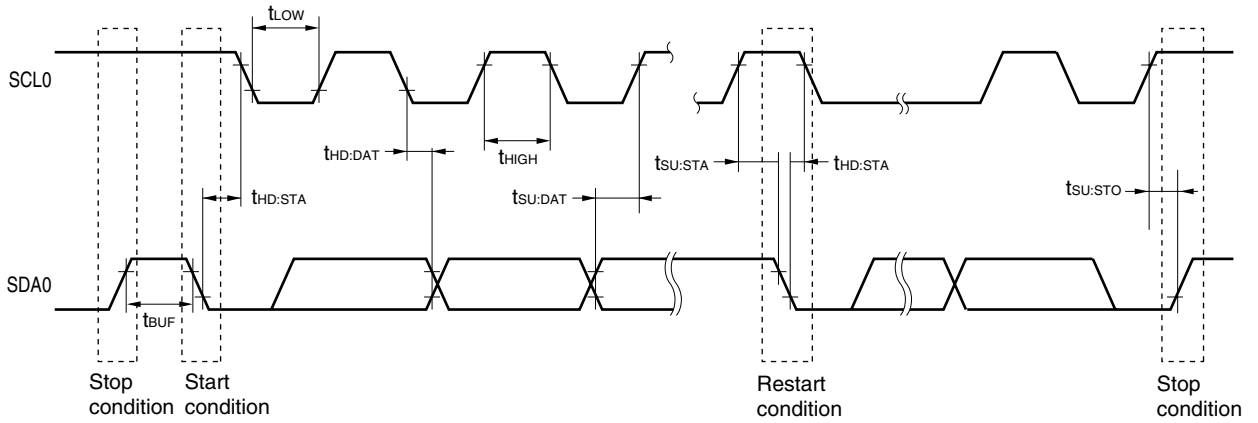 tLOW
SCL0
tHD:DAT
tHIGH
tSU:STA
tHD:STA
tHD:STA
tSU:DAT
tSU:STO
SDA0
tBUF
Stop
condition
Start
condition
Restart
condition
Stop
condition